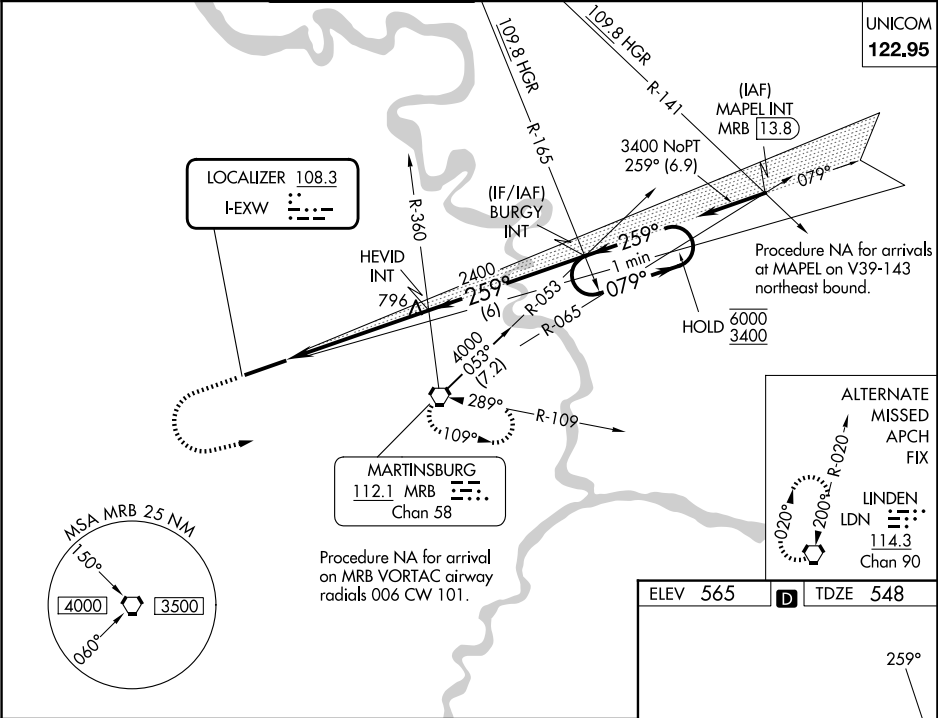 UNICOM
122.95
109.8 HGR
R-165
109.8 HGR
R-141
(IAF)
MAPEL INT
MRB 13.8
3400 NoPT
259° (6.9)
079°
LOCALIZER 108.3
I-EXW
R-360
(IF/IAF)
BURGY
INT
HEVID
INT
796
2400
259°
(6)
259°
1 min
079°
R-053
R-065
Procedure NA for arrivals
at MAPEL on V39-143
northeast bound.
HOLD 6000
3400
4000
053°
(7.2)
289°
R-109
109°
MARTINSBURG
112.1 MRB
Chan 58
Procedure NA for arrival
on MRB VORTAC airway
radials 006 CW 101.
MSA MRB 25 NM
150°
4000
3500
060°
ALTERNATE
MISSED
APCH
FIX
R-020
020°
200°
LINDEN
LDN
114.3
Chan 90
ELEV 565
D
TDZE 548
259°